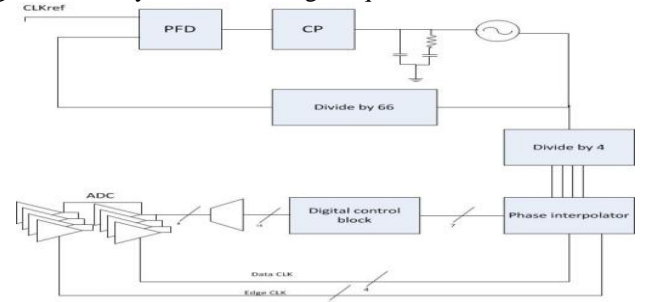 CLKref
PFD
CP
Divide by 66
Divide by 4
ADC
Digital control
block
Phase interpolator
7
Data CLK
4
Edge CLK